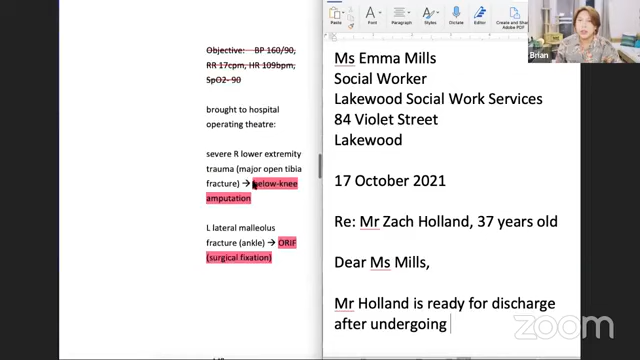 Paste
Font
Paragraph
Styles
Editing
Dictate
Create and Share
Adobe PDF
Brian
Objective: BP 160/90,
RR 17cpm, HR 109bpm,
SpO2- 90
brought to hospital
operating theatre:
severe R lower extremity
trauma (major open tibia
fracture) → below-knee
amputation
L lateral malleolus
fracture (ankle) → ORIF
(surgical fixation)
Ms Emma Mills
Social Worker
Lakewood Social Work Services
84 Violet Street
Lakewood
17 October 2021
Re: Mr Zach Holland, 37 years old
Dear Ms Mills,
Mr Holland is ready for discharge
after undergoing
zoom